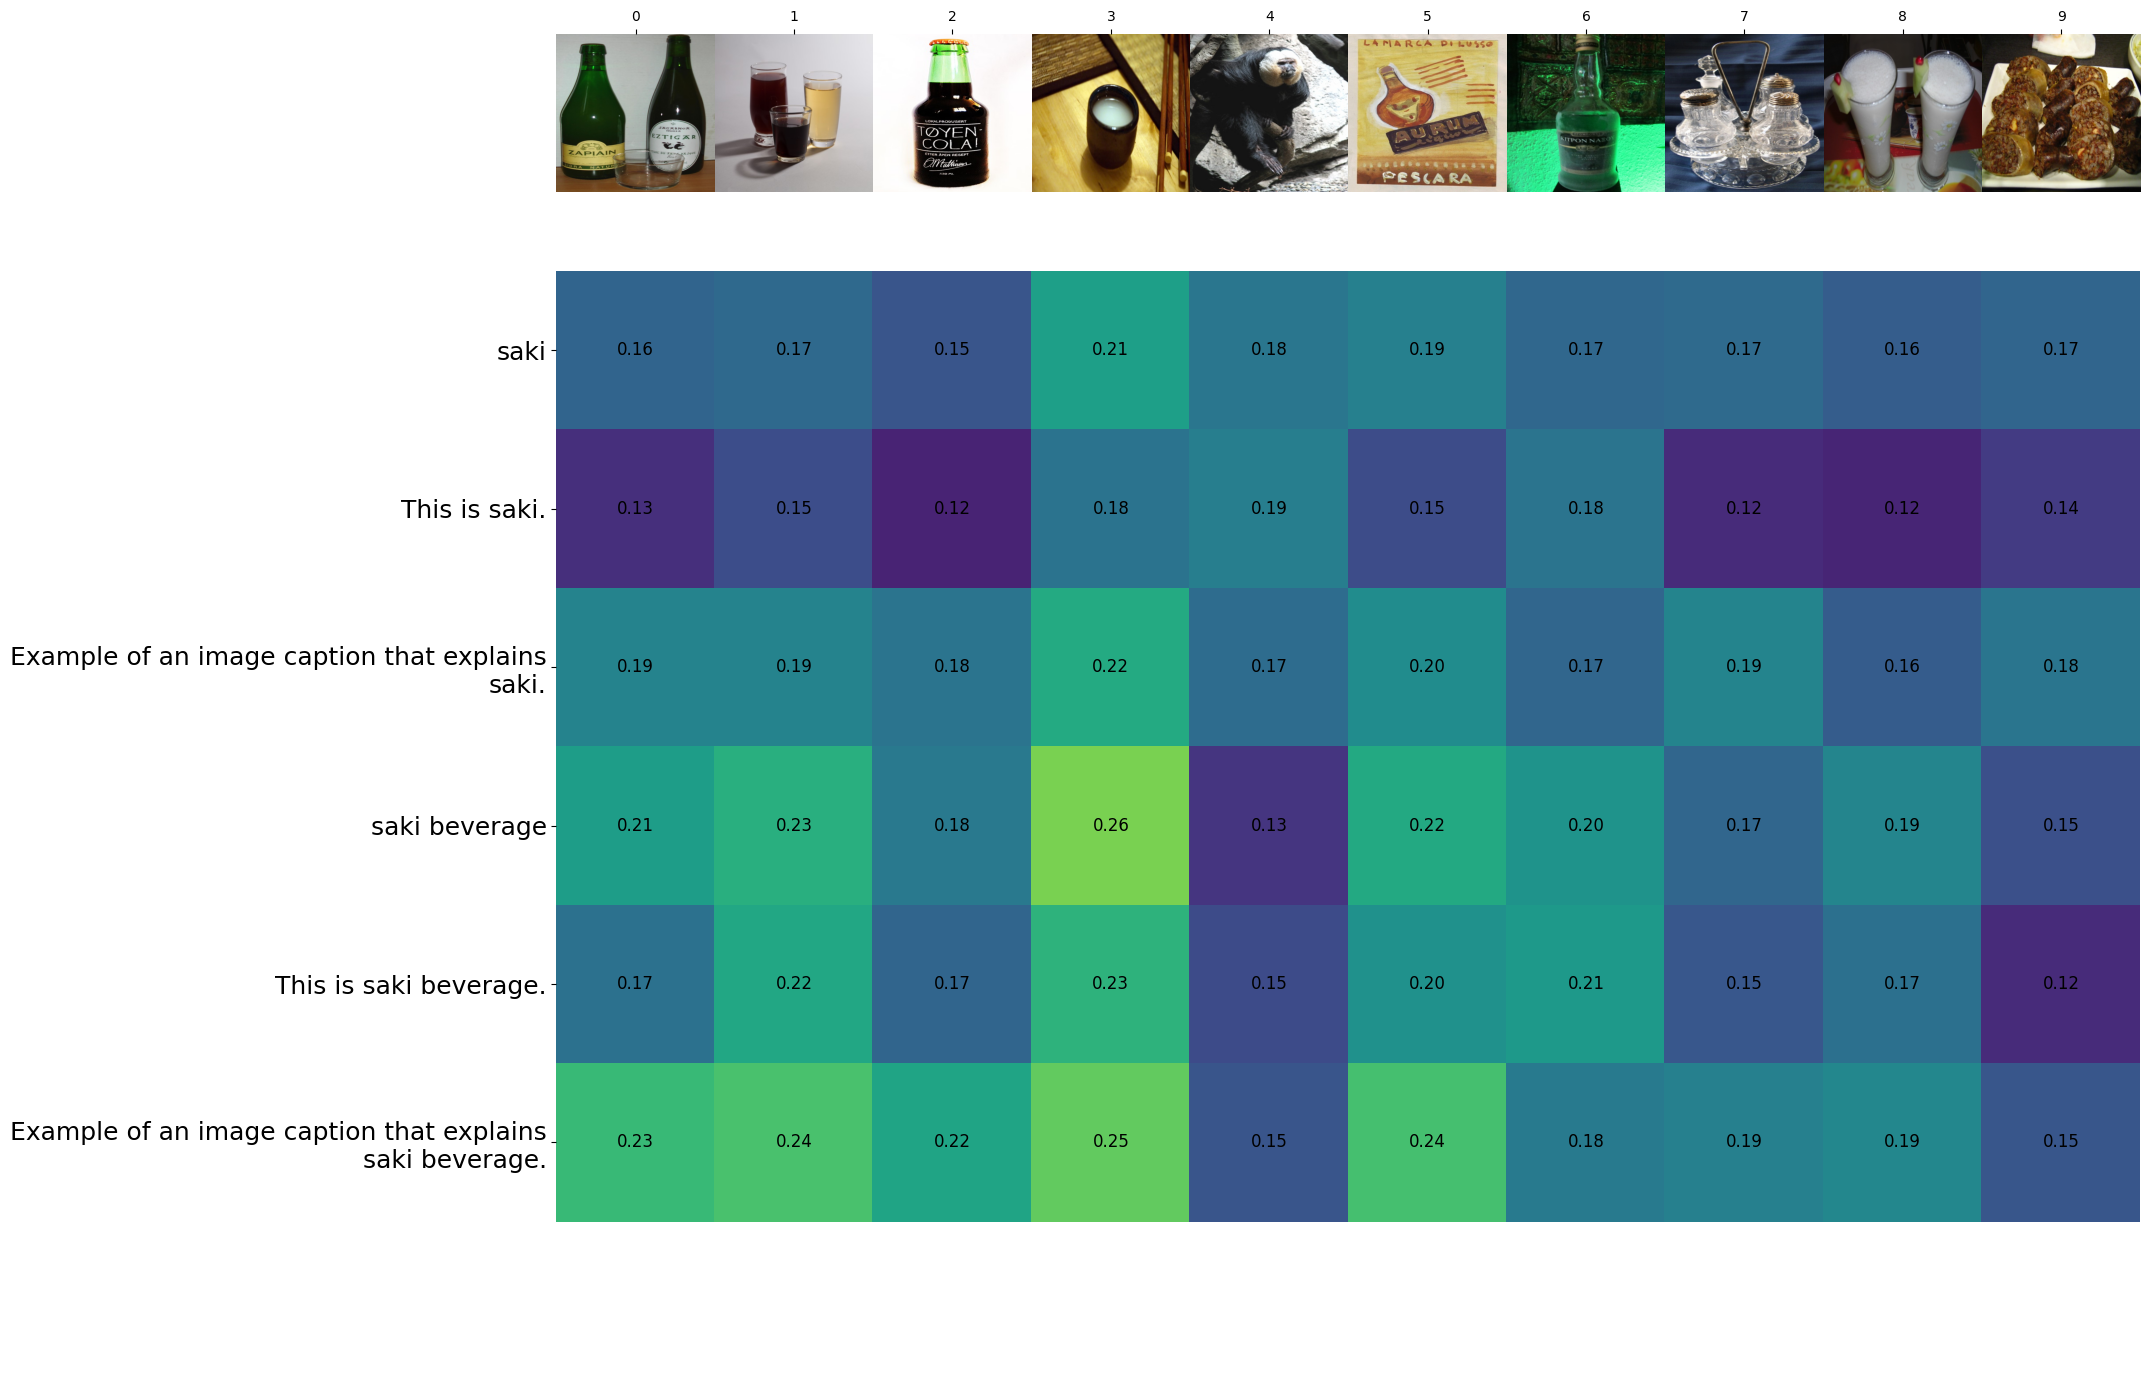 0 1 2 3 4 5 6 7 8 9
ZAPIAIN
EZTIGAR
TØYEN-
COLA!
LA MARCA DI LUSSO
AURUM
PESCARA
saki 0.16 0.17 0.15 0.21 0.18 0.19 0.17 0.17 0.16 0.17
This is saki. 0.13 0.15 0.12 0.18 0.19 0.15 0.18 0.12 0.12 0.14
Example of an image caption that explains
saki. 0.19 0.19 0.18 0.22 0.17 0.20 0.17 0.19 0.16 0.18
saki beverage 0.21 0.23 0.18 0.26 0.13 0.22 0.20 0.17 0.19 0.15
This is saki beverage. 0.17 0.22 0.17 0.23 0.15 0.20 0.21 0.15 0.17 0.12
Example of an image caption that explains
saki beverage. 0.23 0.24 0.22 0.25 0.15 0.24 0.18 0.19 0.19 0.15